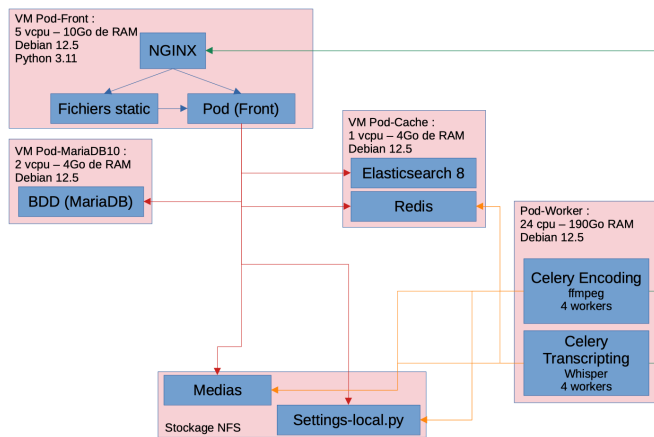 VM Pod-Front :
5 vcpu – 10Go de RAM
Debian 12.5
Python 3.11
NGINX
Fichiers static
Pod (Front)
VM Pod-MariaDB10 :
2 vcpu – 4Go de RAM
Debian 12.5
BDD (MariaDB)
VM Pod-Cache :
1 vcpu – 4Go de RAM
Debian 12.5
Elasticsearch 8
Redis
Pod-Worker :
24 cpu – 190Go RAM
Debian 12.5
Celery Encoding
ffmpeg
4 workers
Celery
Transcripting
Whisper
4 workers
Medias
Settings-local.py
Stockage NFS